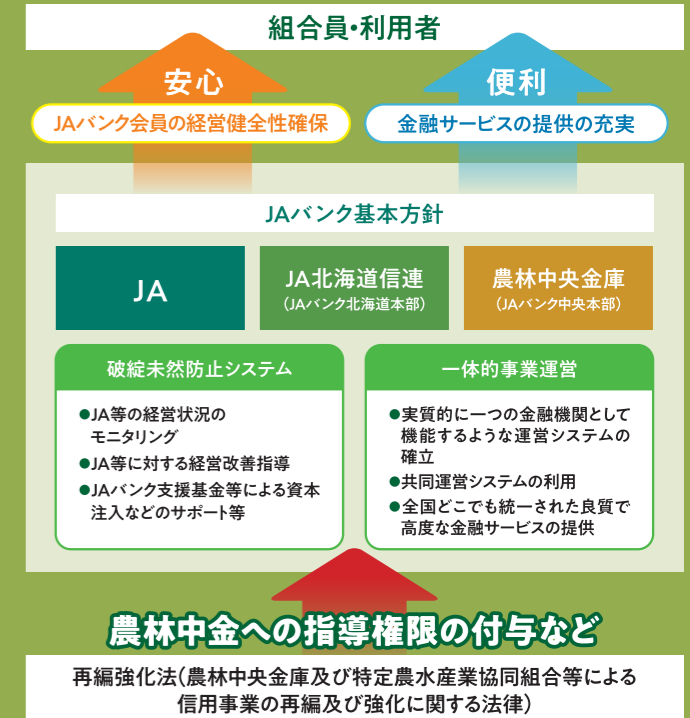 組合員・利用者
安心
便利
JAバンク会員の経営健全性確保
金融サービスの提供の充実
JAバンク基本方針
JA
JA北海道信連
(JAバンク北海道本部)
農林中央金庫
(JAバンク中央本部)
破綻未然防止システム
●JA等の経営状況の
モニタリング
●JA等に対する経営改善指導
●JAバンク支援基金等による資本
注入などのサポート等
一体的事業運営
●実質的に一つの金融機関として
機能するような運営システムの
確立
●共同運営システムの利用
●全国どこでも統一された良質で
高度な金融サービスの提供
農林中金への指導権限の付与など
再編強化法(農林中央金庫及び特定農水産業協同組合等による
信用事業の再編及び強化に関する法律)